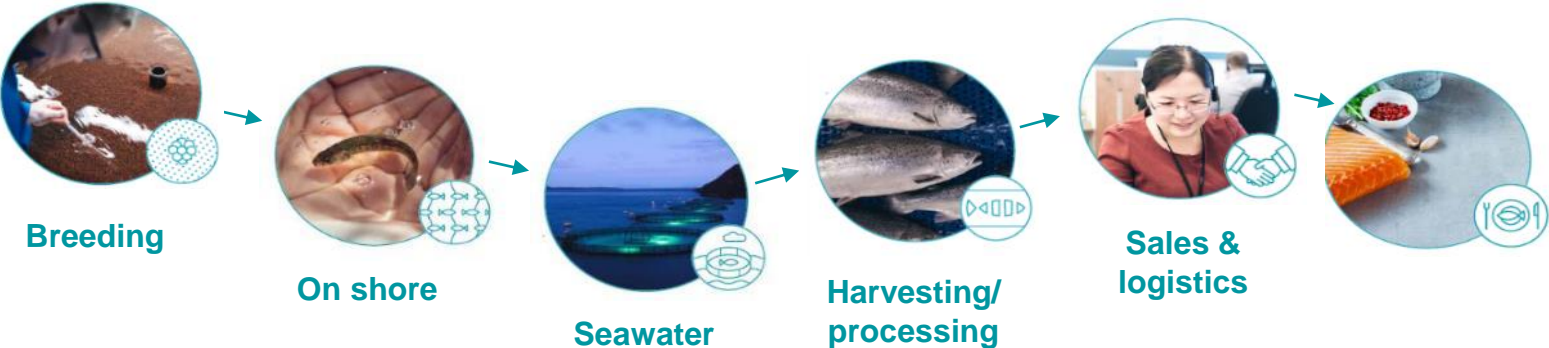 Breeding
On shore
Seawater
Harvesting/
processing
Sales &
logistics